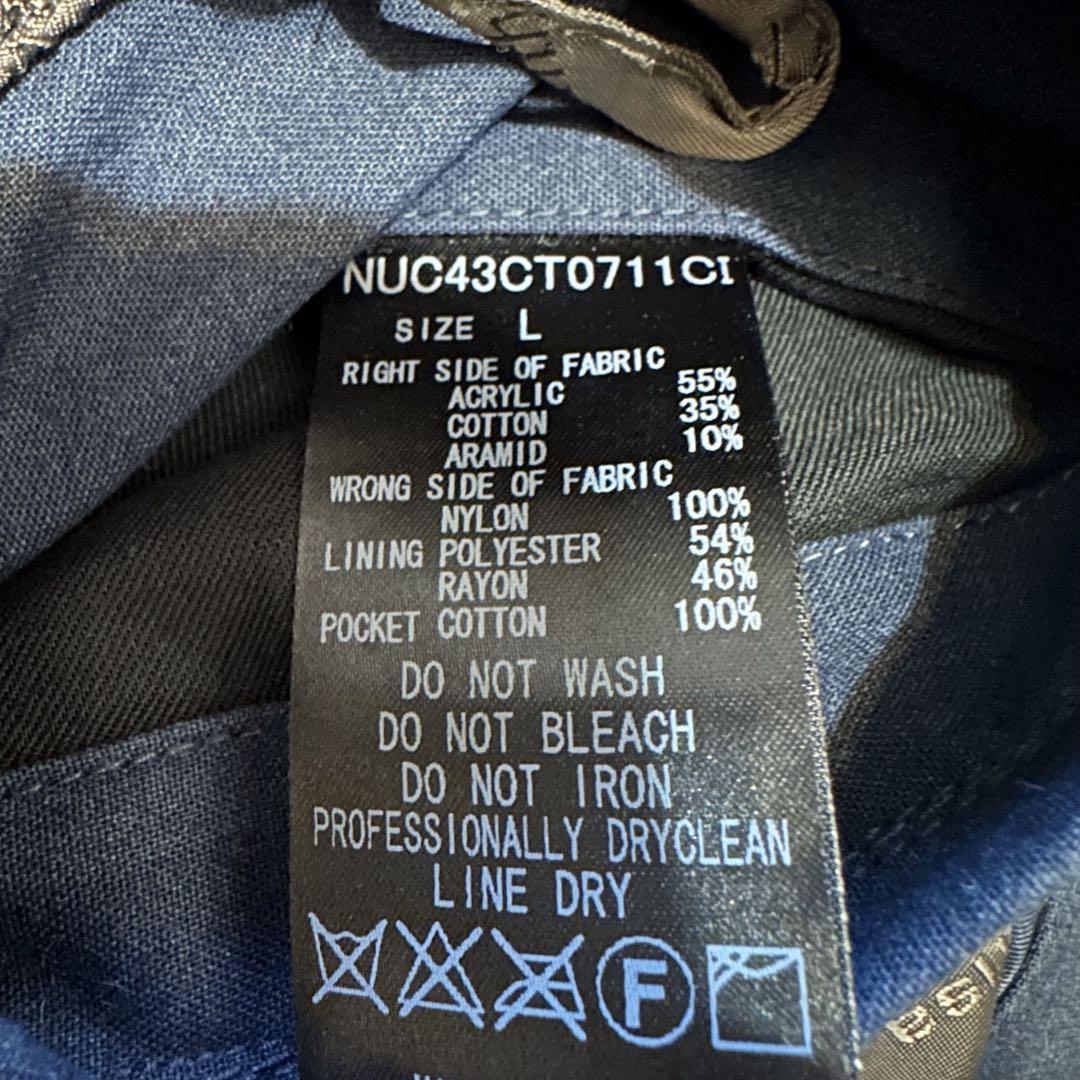 NUC43CT0711CI
SIZE L
RIGHT SIDE OF FABRIC
ACRYLIC 55%
COTTON 35%
ARAMID 10%
WRONG SIDE OF FABRIC
NYLON 100%
LINING POLYESTER 54%
RAYON 46%
POCKET COTTON 100%
DO NOT WASH
DO NOT BLEACH
DO NOT IRON
PROFESSIONALLY DRYCLEAN
LINE DRY
F